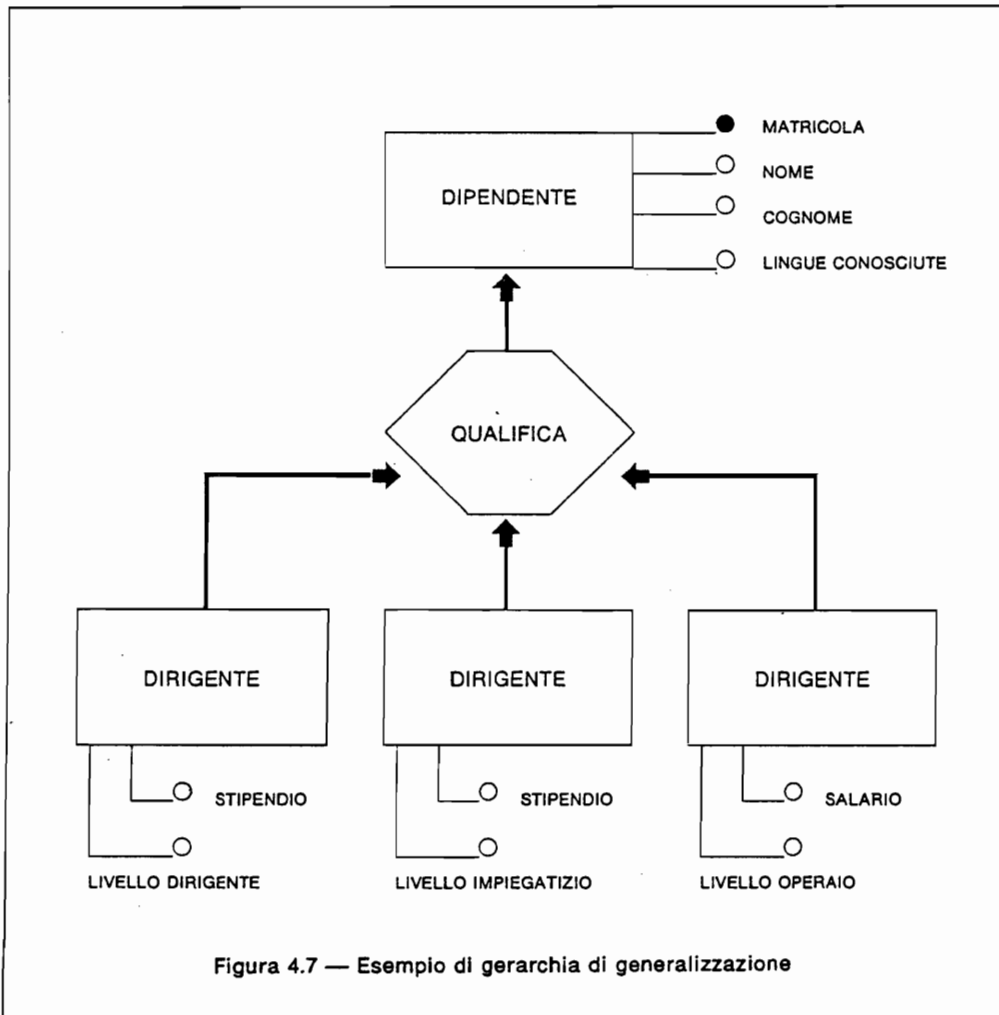 MATRICOLA
NOME
DIPENDENTE
COGNOME
LINGUE CONOSCIUTE
QUALIFICA
DIRIGENTE
DIRIGENTE
DIRIGENTE
STIPENDIO
STIPENDIO
SALARIO
LIVELLO DIRIGENTE
LIVELLO IMPIEGATIZIO
LIVELLO OPERAIO
Figura 4.7 — Esempio di gerarchia di generalizzazione